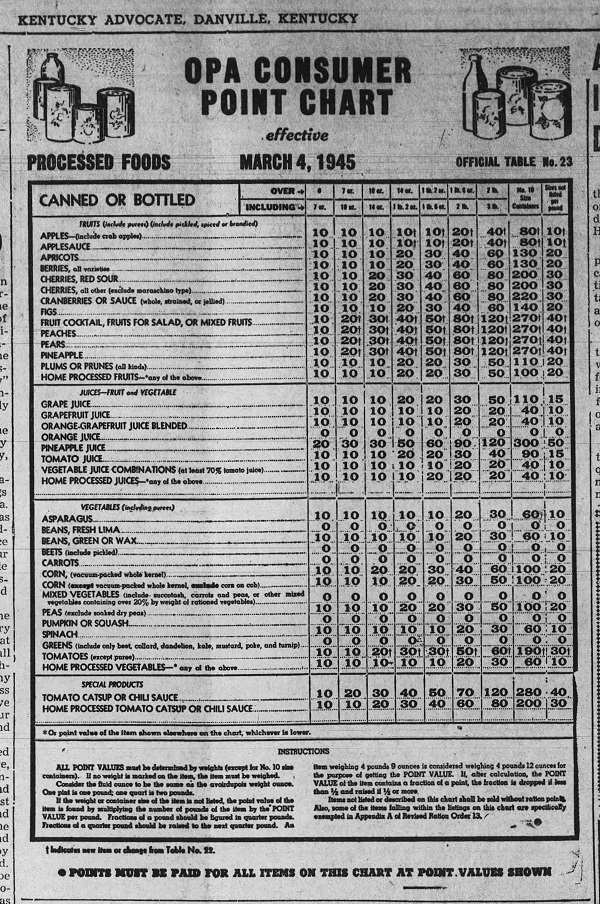 KENTUCKY ADVOCATE, DANVILLE, KENTUCKY
OPA CONSUMER
POINT CHART
effective
PROCESSED FOODS MARCH 4, 1945 OFFICIAL TABLE No. 23
CANNED OR BOTTLED
OVER→ 0 7 oz. 10 oz. 14 oz. 1 lb. 2 oz. 1 lb. 6 oz. 2 lb. No. 10 Size Containers Sizes not listed per pound
INCLUDING→ 7 oz. 10 oz. 14 oz. 1 lb. 2 oz. 1 lb. 6 oz. 2 lb. 3 lb.
FRUITS (include purees) (include pickled, spiced or brandied)
APPLES—(include crab apples) 10 10 10 10† 10† 20† 40† 80† 10†
APPLESAUCE 10 10 10 10† 10† 20† 40† 80† 10†
APRICOTS 10 10 10 20 30 40 60 130 20
BERRIES, all varieties 10 10 10 20 30 40 60 130 20
CHERRIES, RED SOUR 10 10 20 30 40 60 80 200 30
CHERRIES, all other (exclude maraschino type) 10 10 20 30 40 60 80 200 30
CRANBERRIES OR SAUCE (whole, strained, or jellied) 10 10 20 30 40 60 80 220 30
FIGS 10 10 10 20 30 40 60 140 20
FRUIT COCKTAIL, FRUITS FOR SALAD, OR MIXED FRUITS 10 20† 30† 40† 50† 80† 120† 270† 40†
PEACHES 10 20† 30† 40† 50† 80† 120† 270† 40†
PEARS 10 20† 30† 40† 50† 80† 120† 270† 40†
PINEAPPLE 10 20† 30† 40† 50† 80† 120† 270† 40†
PLUMS OR PRUNES (all kinds) 10 10 10 20 20 30 50 110 20
HOME PROCESSED FRUITS—*any of the above 10 10 10 20 20 30 50 100 20
JUICES—FRUIT and VEGETABLE
GRAPE JUICE 10 10 10 20 20 30 50 110 15
GRAPEFRUIT JUICE 10 10 10 10 10 20 20 40 10
ORANGE-GRAPEFRUIT JUICE BLENDED 10 10 10 10 10 20 20 40 10
ORANGE JUICE 0 0 0 0 0 0 0 0 0
PINEAPPLE JUICE 20 30 30 50 60 90 120 300 50
TOMATO JUICE 10 10 10 20 20 30 40 90 15
VEGETABLE JUICE COMBINATIONS (at least 70% tomato juice) 10 10 10 10 10 20 20 40 10
HOME PROCESSED JUICES—*any of the above 10 10 10 10 10 20 20 40 10
VEGETABLES (including purees)
ASPARAGUS 10 10 10 10 10 20 30 60 10
BEANS, FRESH LIMA 0 0 0 0 0 0 0 0 0
BEANS, GREEN OR WAX 10 10 10 10 10 20 30 60 10
BEETS (include pickled) 0 0 0 0 0 0 0 0 0
CARROTS 0 0 0 0 0 0 0 0 0
CORN, (vacuum-packed whole kernel) 10 10 20 20 30 40 60 100 20
CORN (except vacuum-packed whole kernel, exclude corn on cob) 10 10 10 20 20 30 50 100 20
MIXED VEGETABLES (include succotash, carrots and peas, or other mixed
vegetables containing over 20% by weight of rationed vegetables) 0 0 0 0 0 0 0 0 0
PEAS (exclude soaked dry peas) 10 10 10 20 20 30 50 100 20
PUMPKIN OR SQUASH 0 0 0 0 0 0 0 0 0
SPINACH 10 10 10 10 10 20 30 60 10
GREENS (include only beet, collard, dandelion, kale, mustard, poke, and turnip) 0 0 0 0 0 0 0 0 0
TOMATOES (except puree) 10 10 20† 30† 30† 50† 60† 190† 30†
HOME PROCESSED VEGETABLES—* any of the above 10 10 10 10 10 20 30 60 10
SPECIAL PRODUCTS
TOMATO CATSUP OR CHILI SAUCE 10 20 30 40 50 70 120 280 40
HOME PROCESSED TOMATO CATSUP OR CHILI SAUCE 10 10 20 30 40 60 80 200 30
* Or point value of the item shown elsewhere on the chart, whichever is lower.
INSTRUCTIONS
ALL POINT VALUES must be determined by weights (except for No. 10 size
containers). If no weight is marked on the item, the item must be weighed.
Consider the fluid ounce to be the same as the avoirdupois weight ounce.
One pint is one pound; one quart is two pounds.
If the weight or container size of the item is not listed, the point value of the
item is found by multiplying the number of pounds of the item by the POINT
VALUE per pound. Fractions of a pound should be figured in quarter pounds.
Fractions of a quarter pound should be raised to the next quarter pound. An
item weighing 4 pounds 9 ounces is considered weighing 4 pounds 12 ounces for
the purpose of getting the POINT VALUE. If, after calculation, the POINT
VALUE of the item contains a fraction of a point, the fraction is dropped if less
than ½ and raised if ½ or more.
Items not listed or described on this chart shall be sold without ration points.
Also, some of the items falling within the listings on this chart are specifically
exempted in Appendix A of Revised Ration Order 13.
† Indicates new item or change from Table No. 22.
● POINTS MUST BE PAID FOR ALL ITEMS ON THIS CHART AT POINT VALUES SHOWN